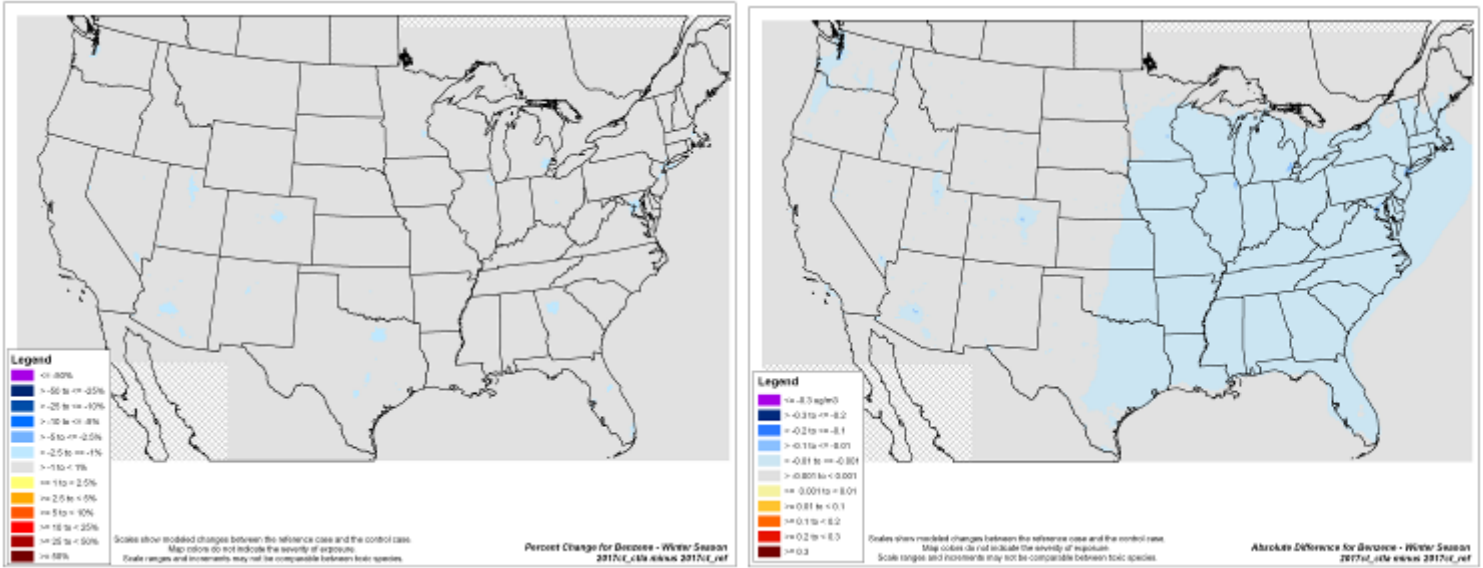 Legend
<= -50%
> -50 to <= -25%
> -25 to <= -10%
> -10 to <= -5%
> -5 to <= -2.5%
> -2.5 to <= -1%
> -1 to < 1%
>= 1 to < 2.5%
>= 2.5 to < 5%
>= 5 to < 10%
>= 10 to < 25%
>= 25 to < 50%
>= 50%
Scales show modeled changes between the reference case and the control case.
Map colors do not indicate the severity of exposure.
Scale ranges and increments may not be comparable between toxic species.
Percent Change for Benzene - Winter Season
2017ct_ctla minus 2017ct_ref
Legend
<= -0.3 ug/m3
> -0.3 to <= -0.2
> -0.2 to <= -0.1
> -0.1 to <= -0.01
> -0.01 to <= -0.001
> -0.001 to < 0.001
>= 0.001 to < 0.01
>= 0.01 to < 0.1
>= 0.1 to < 0.2
>= 0.2 to < 0.3
>= 0.3
Scales show modeled changes between the reference case and the control case.
Map colors do not indicate the severity of exposure.
Scale ranges and increments may not be comparable between toxic species.
Absolute Difference for Benzene - Winter Season
2017ct_ctla minus 2017ct_ref